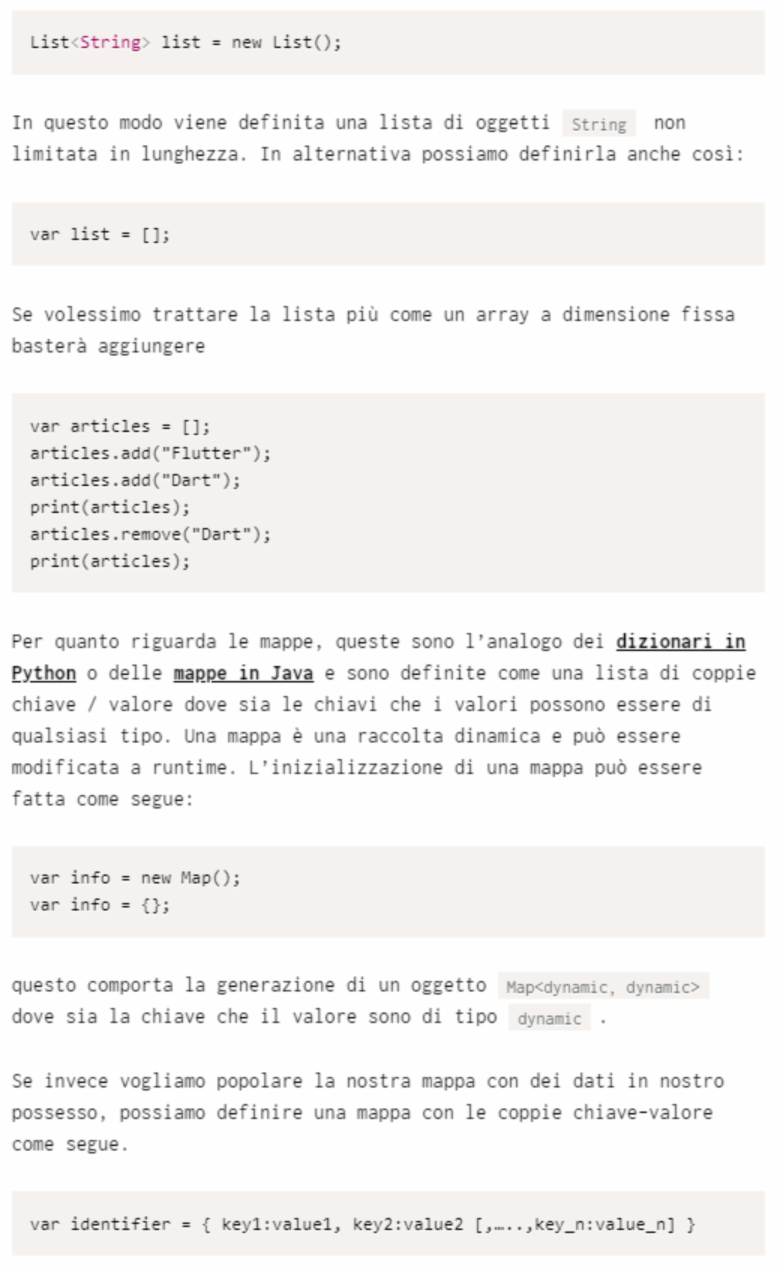 List<String> list = new List();
In questo modo viene definita una lista di oggetti String non
limitata in lunghezza. In alternativa possiamo definirla anche così:
var list = [];
Se volessimo trattare la lista più come un array a dimensione fissa
basterà aggiungere
var articles = [];
articles.add("Flutter");
articles.add("Dart");
print(articles);
articles.remove("Dart");
print(articles);
Per quanto riguarda le mappe, queste sono l'analogo dei dizionari in
Python o delle mappe in Java e sono definite come una lista di coppie
chiave / valore dove sia le chiavi che i valori possono essere di
qualsiasi tipo. Una mappa è una raccolta dinamica e può essere
modificata a runtime. L'inizializzazione di una mappa può essere
fatta come segue:
var info = new Map();
var info = {};
questo comporta la generazione di un oggetto Map<dynamic, dynamic>
dove sia la chiave che il valore sono di tipo dynamic .
Se invece vogliamo popolare la nostra mappa con dei dati in nostro
possesso, possiamo definire una mappa con le coppie chiave-valore
come segue.
var identifier = { key1:value1, key2:value2 [,…..,key_n:value_n] }